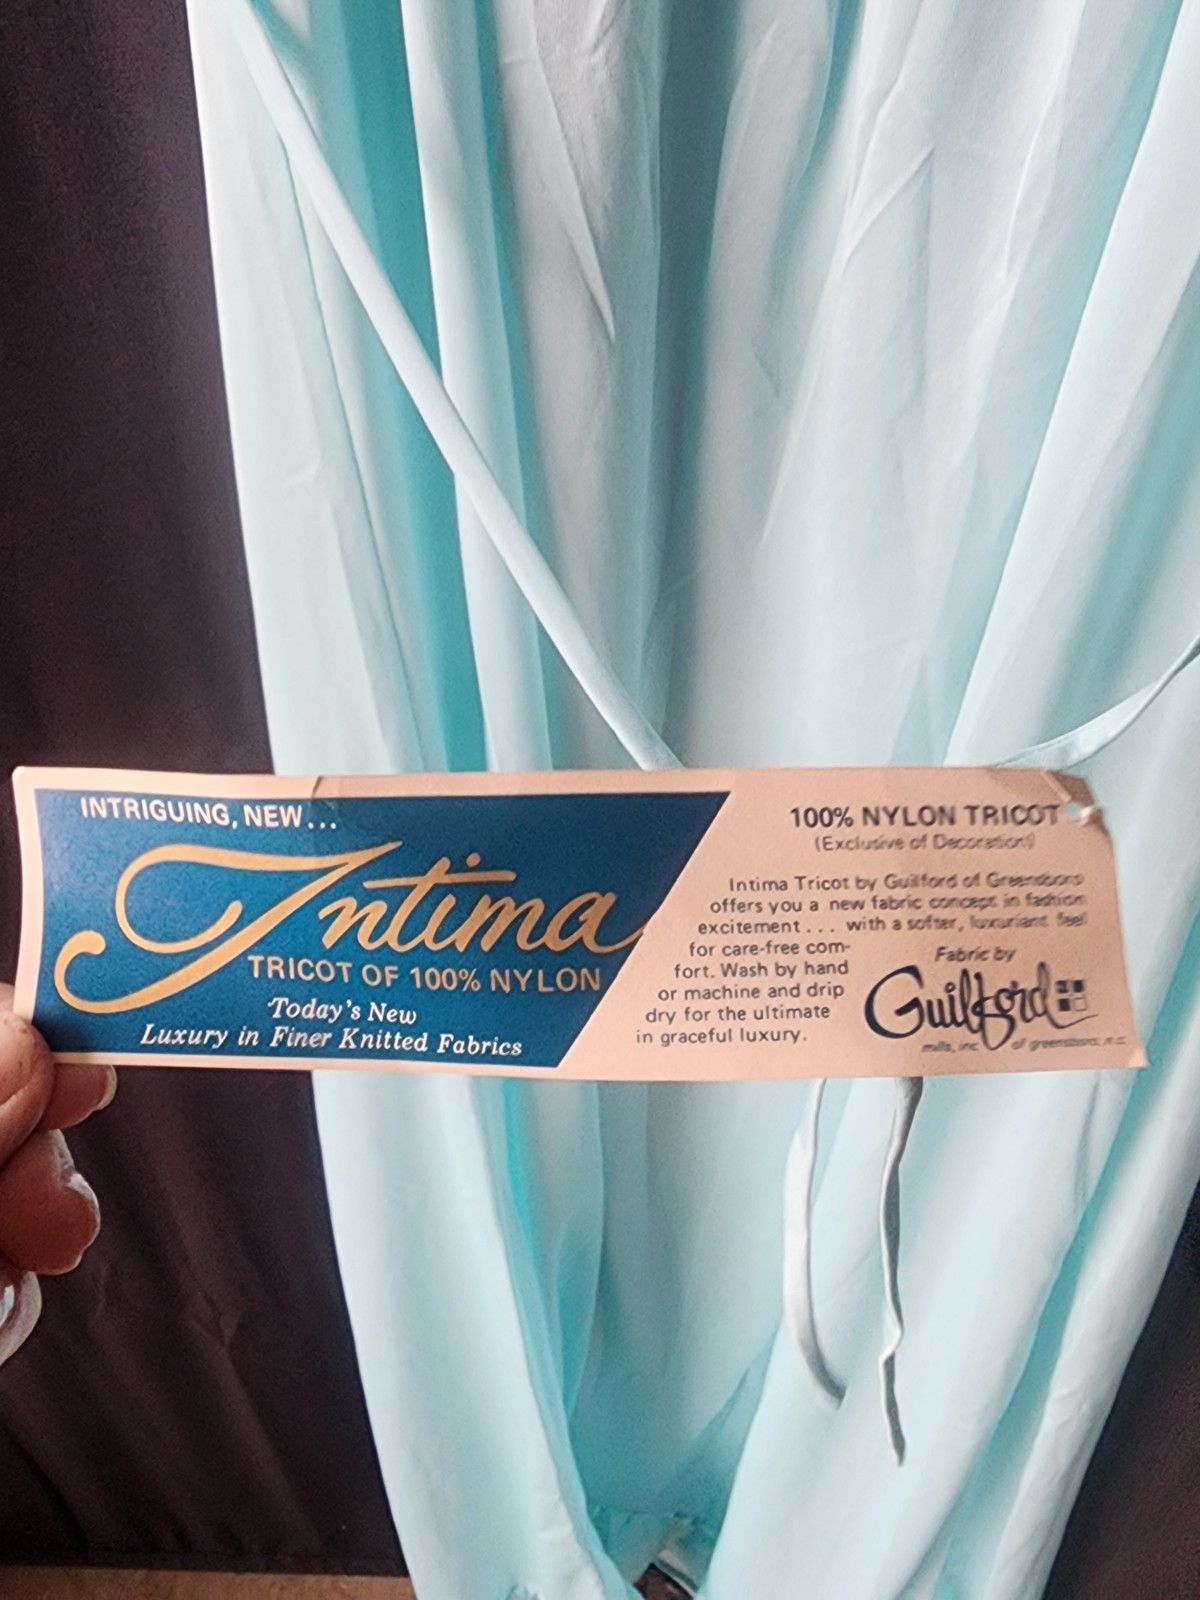 INTRIGUING, NEW...
Intima
TRICOT OF 100% NYLON
Today's New
Luxury in Finer Knitted Fabrics
100% NYLON TRICOT
(Exclusive of Decoration)
Intima Tricot by Guilford of Greensboro
offers you a new fabric concept in fashion
excitement... with a softer, luxuriant feel
for care-free com-
fort. Wash by hand
or machine and drip
dry for the ultimate
in graceful luxury.
Fabric by
Guilford
mills, inc. of greensboro, n.c.